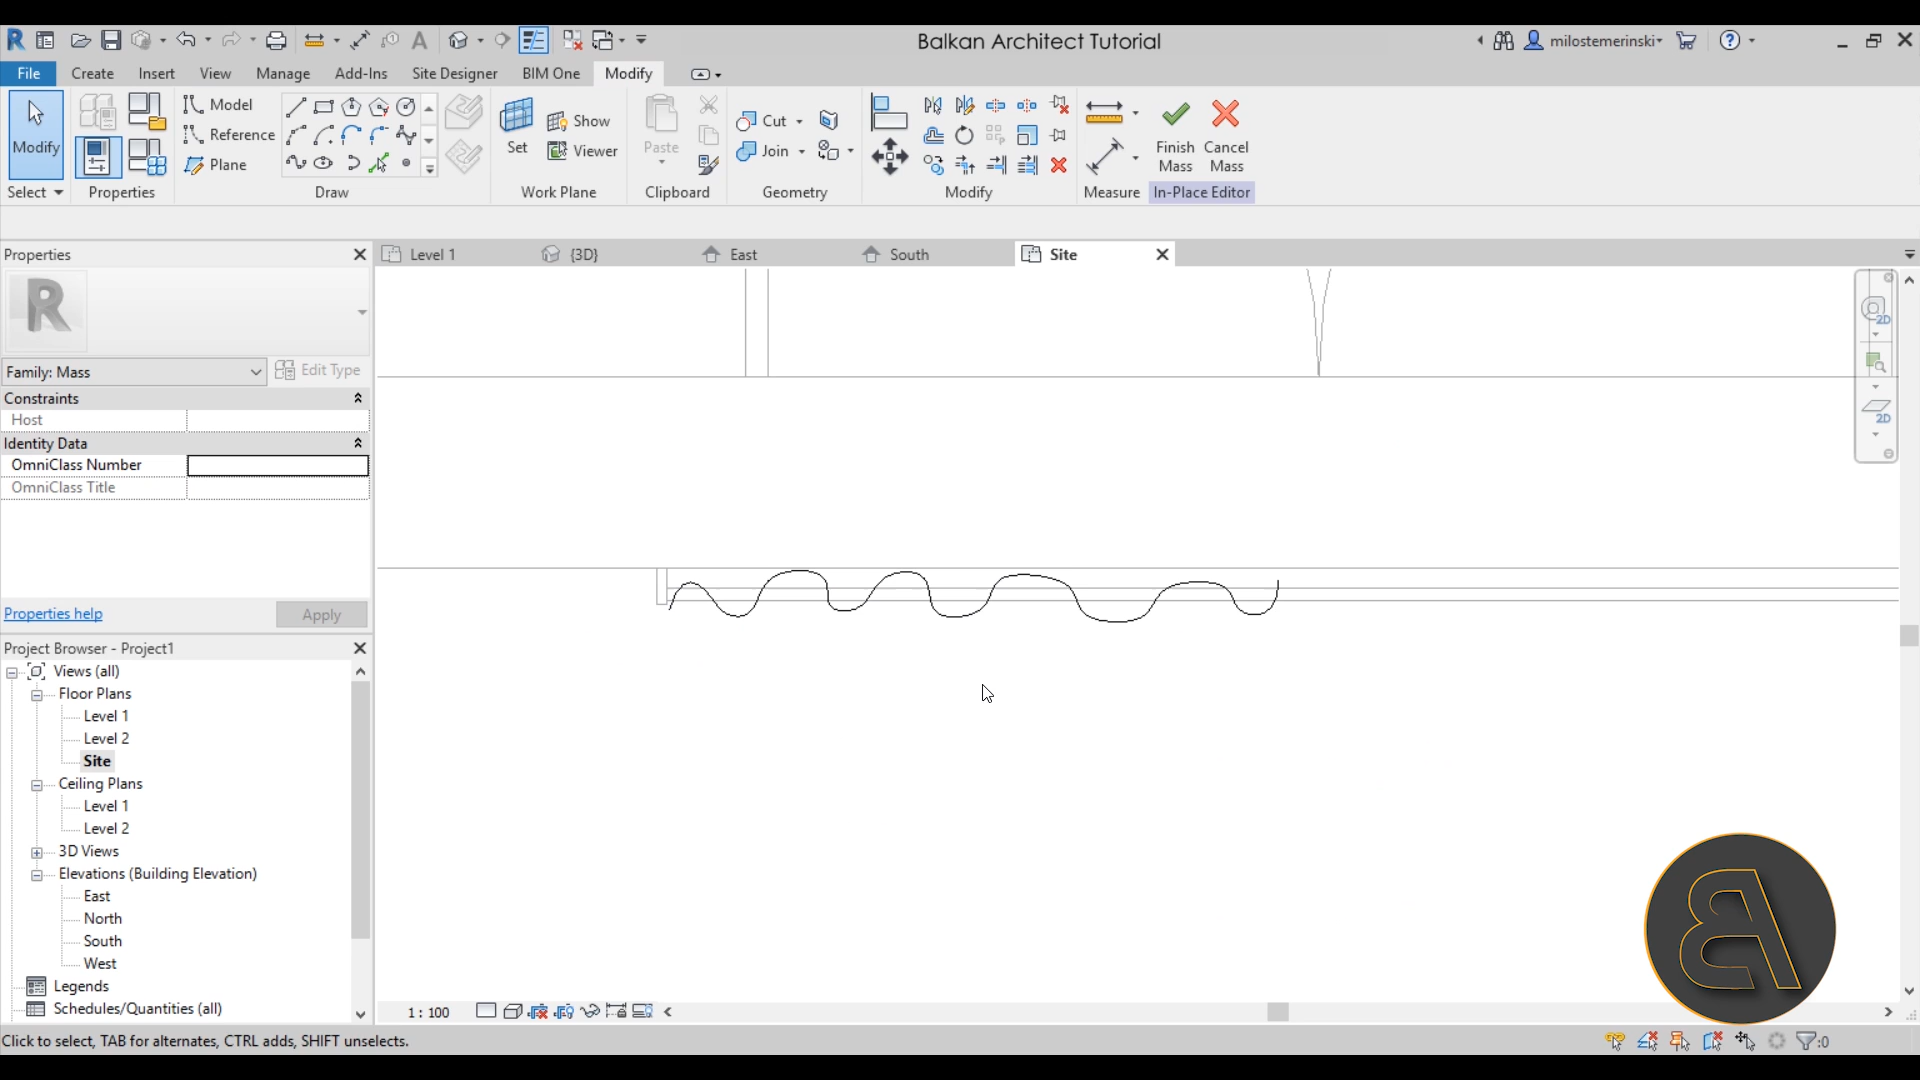 Balkan Architect Tutorial
milostemerinski
File Create Insert View Manage Add-Ins Site Designer BIM One Modify
Modify
Select
Properties
Model
Reference
Plane
Draw
Set
Show
Viewer
Work Plane
Paste
Clipboard
Cut
Join
Geometry
Modify
Measure
Finish Mass
Cancel Mass
In-Place Editor
Properties
Level 1
{3D}
East
South
Site
R
Family: Mass
Edit Type
Constraints
Host
Identity Data
OmniClass Number
OmniClass Title
Properties help
Apply
Project Browser - Project1
Views (all)
Floor Plans
Level 1
Level 2
Site
Ceiling Plans
Level 1
Level 2
3D Views
Elevations (Building Elevation)
East
North
South
West
Legends
Schedules/Quantities (all)
2D
2D
1 : 100
Click to select, TAB for alternates, CTRL adds, SHIFT unselects.
:0